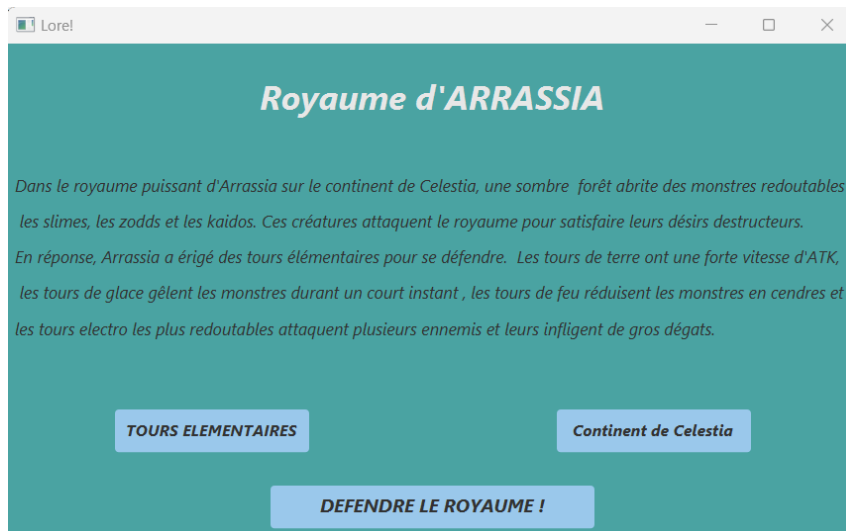 Lore!
Royaume d'ARRASSIA
Dans le royaume puissant d'Arrassia sur le continent de Celestia, une sombre  forêt abrite des monstres redoutables
les slimes, les zodds et les kaidos. Ces créatures attaquent le royaume pour satisfaire leurs désirs destructeurs.
En réponse, Arrassia a érigé des tours élémentaires pour se défendre.  Les tours de terre ont une forte vitesse d'ATK,
les tours de glace gêlent les monstres durant un court instant , les tours de feu réduisent les monstres en cendres et
les tours electro les plus redoutables attaquent plusieurs ennemis et leurs infligent de gros dégats.
TOURS ELEMENTAIRES
Continent de Celestia
DEFENDRE LE ROYAUME !